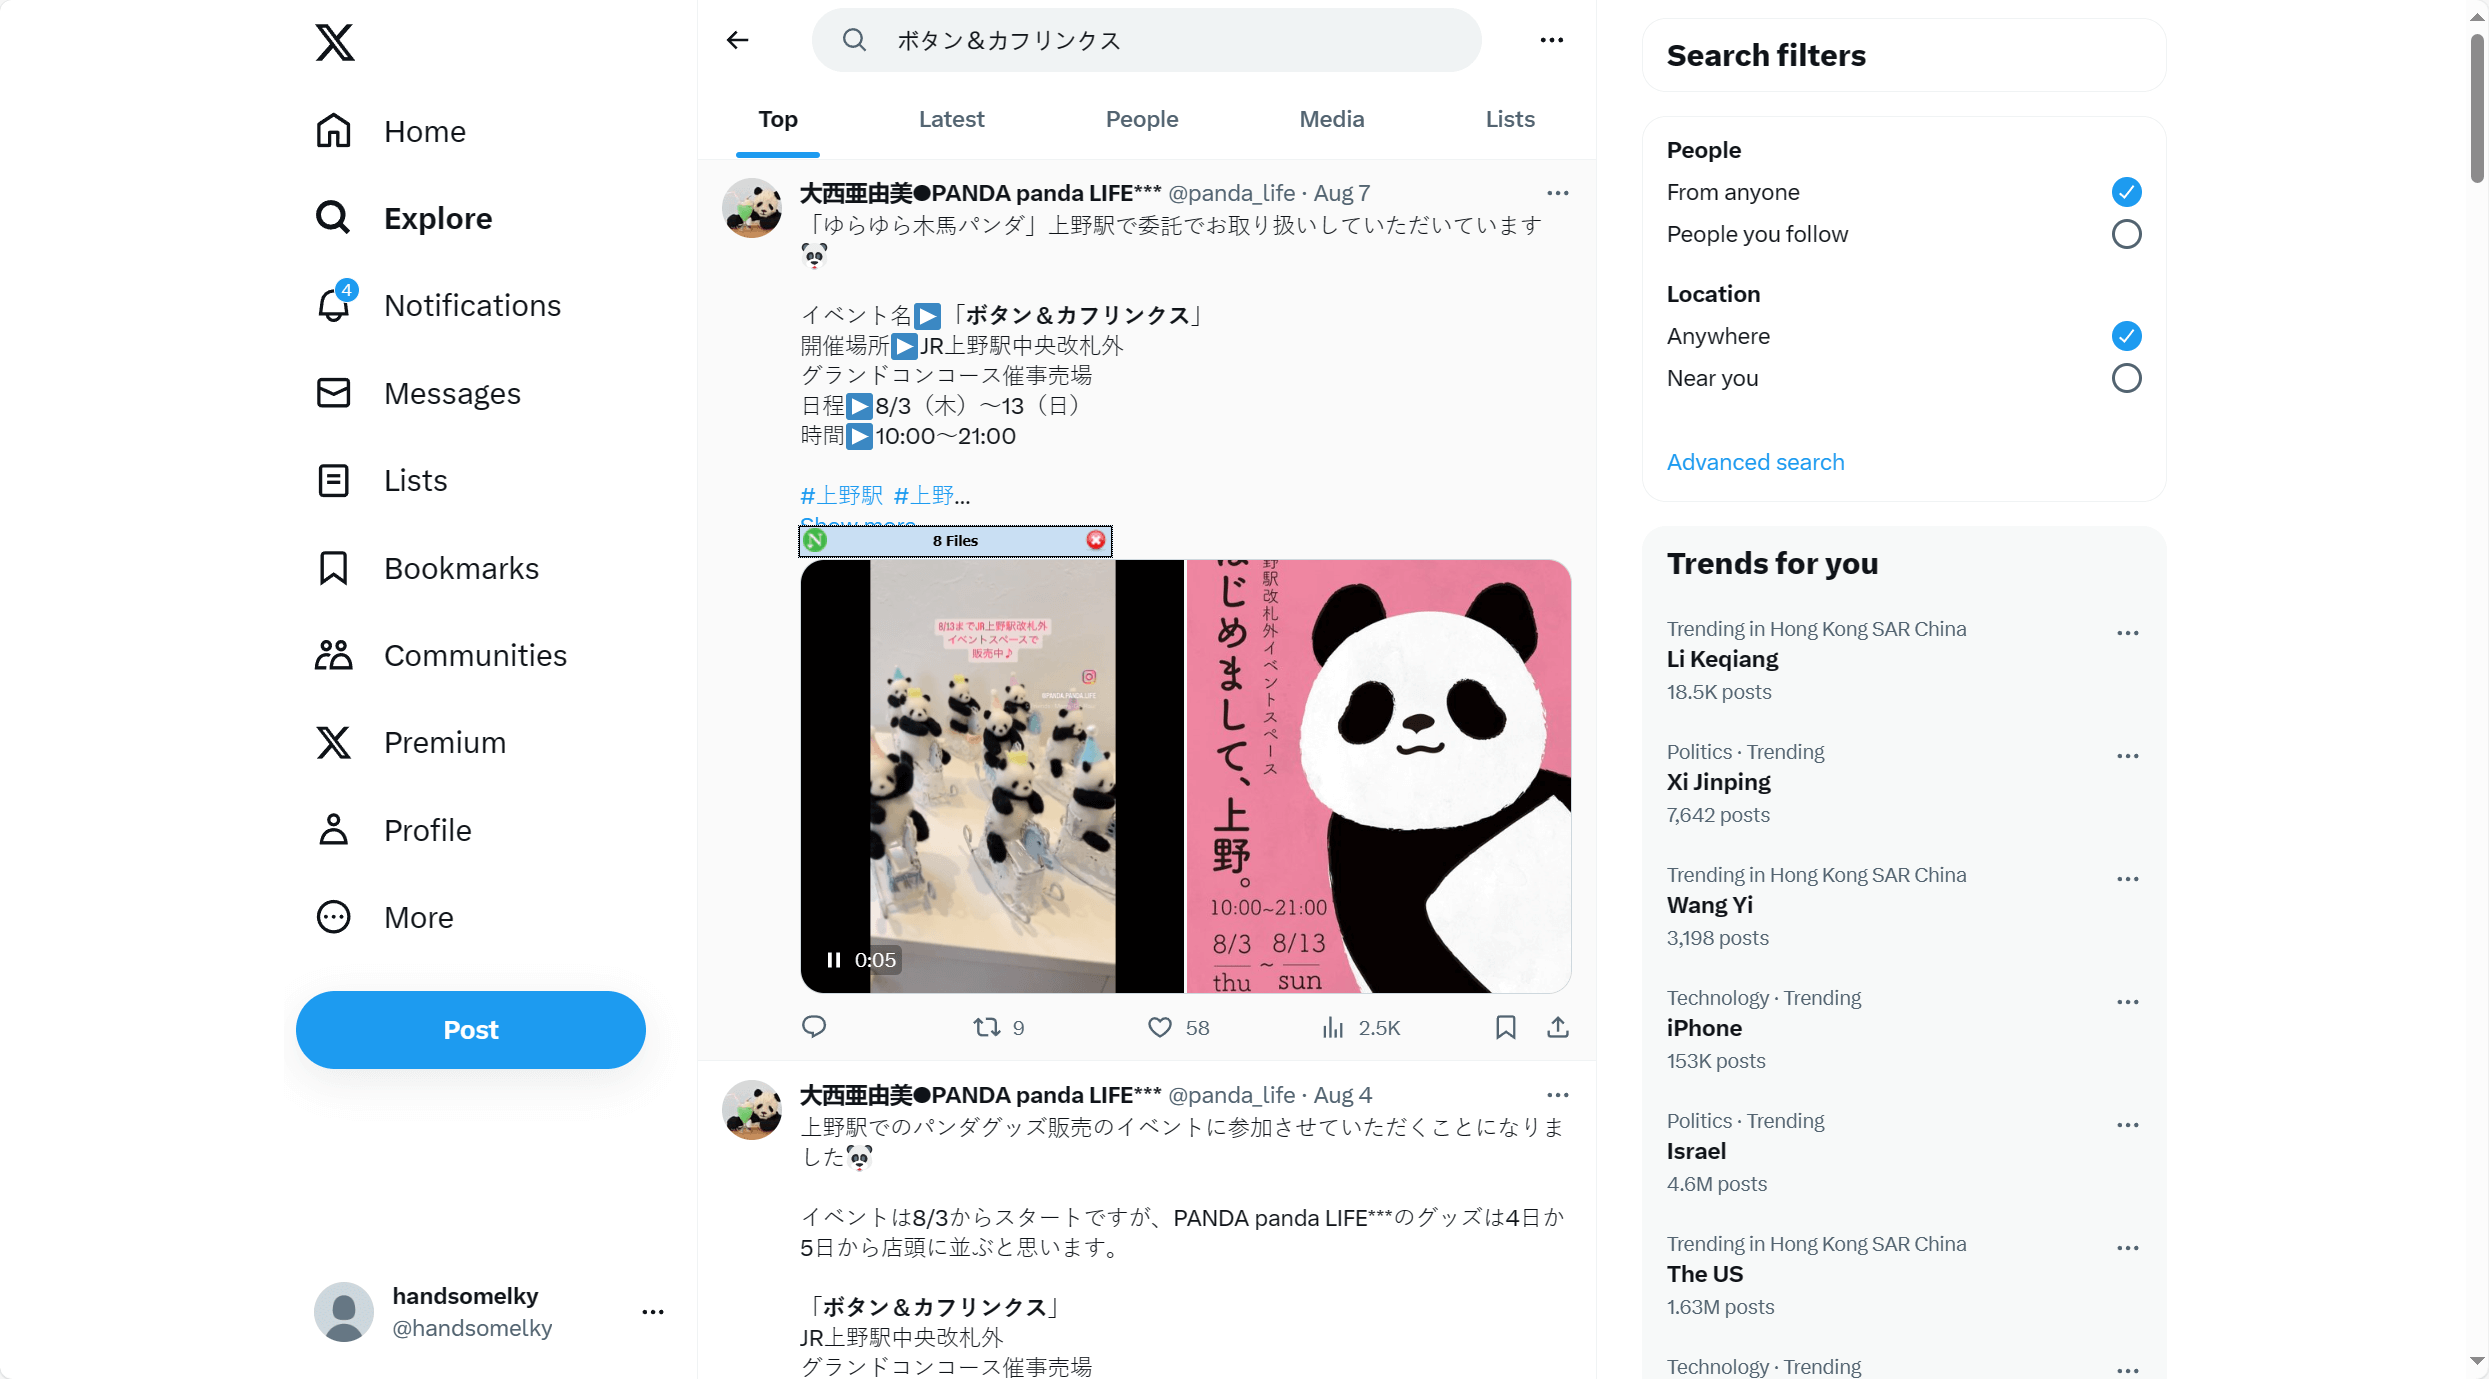 Home
Explore
4
Notifications
Messages
Lists
Bookmarks
Communities
Premium
Profile
More
Post
handsomelky
@handsomelky
ボタン＆カフリンクス
Top
Latest
People
Media
Lists
大西亜由美●PANDA panda LIFE*** @panda_life · Aug 7
「ゆらゆら木馬パンダ」上野駅で委託でお取り扱いしていただいています
イベント名▶「ボタン＆カフリンクス」
開催場所▶JR上野駅中央改札外
グランドコンコース催事売場
日程▶8/3（木）〜13（日）
時間▶10:00〜21:00
#上野駅 #上野...
Show more
8 Files
8/13までJR上野駅改札外
イベントスペースで
販売中♪
@PANDA.PANDA.LIFE
0:05
野駅改札外イベントスペース
はじめまして、上野。
10:00~21:00
8/3 ~ 8/13
thu sun
9
58
2.5K
大西亜由美●PANDA panda LIFE*** @panda_life · Aug 4
上野駅でのパンダグッズ販売のイベントに参加させていただくことになりま
した
イベントは8/3からスタートですが、PANDA panda LIFE***のグッズは4日か
5日から店頭に並ぶと思います。
「ボタン＆カフリンクス」
JR上野駅中央改札外
グランドコンコース催事売場
Search filters
People
From anyone
People you follow
Location
Anywhere
Near you
Advanced search
Trends for you
Trending in Hong Kong SAR China
Li Keqiang
18.5K posts
Politics · Trending
Xi Jinping
7,642 posts
Trending in Hong Kong SAR China
Wang Yi
3,198 posts
Technology · Trending
iPhone
153K posts
Politics · Trending
Israel
4.6M posts
Trending in Hong Kong SAR China
The US
1.63M posts
Technology · Trending